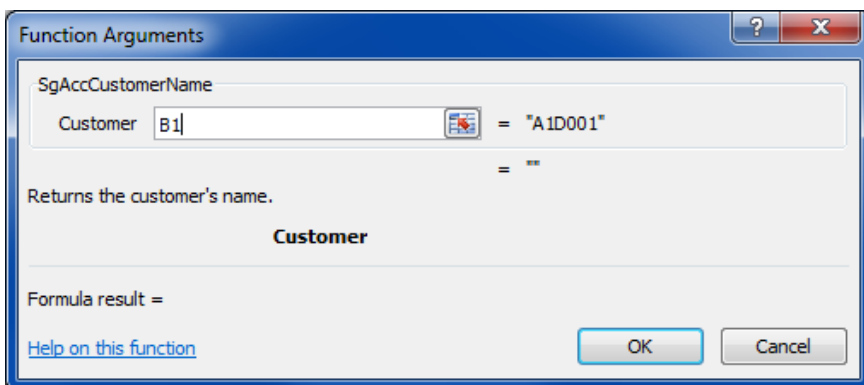 Function Arguments
?
X
SgAccCustomerName
Customer B1 = "A1D001"
= ""
Returns the customer's name.
Customer
Formula result =
Help on this function OK Cancel